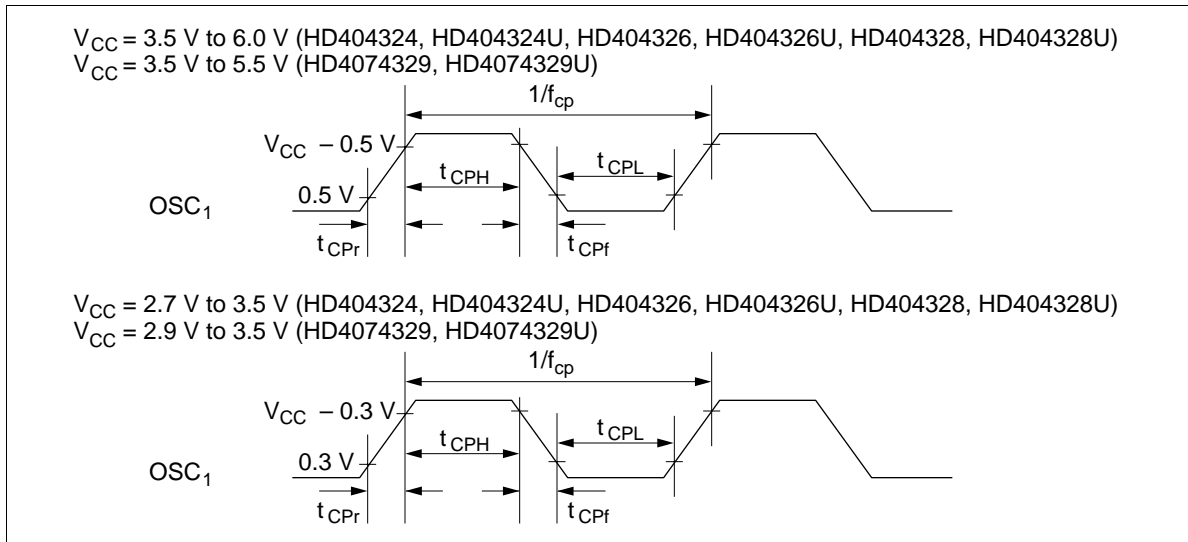 VCC = 3.5 V to 6.0 V (HD404324, HD404324U, HD404326, HD404326U, HD404328, HD404328U)
VCC = 3.5 V to 5.5 V (HD4074329, HD4074329U)
1/fcp
VCC – 0.5 V
tCPH
tCPL
0.5 V
OSC1
tCPr
tCPf
VCC = 2.7 V to 3.5 V (HD404324, HD404324U, HD404326, HD404326U, HD404328, HD404328U)
VCC = 2.9 V to 3.5 V (HD4074329, HD4074329U)
1/fcp
VCC – 0.3 V
tCPH
tCPL
0.3 V
OSC1
tCPr
tCPf